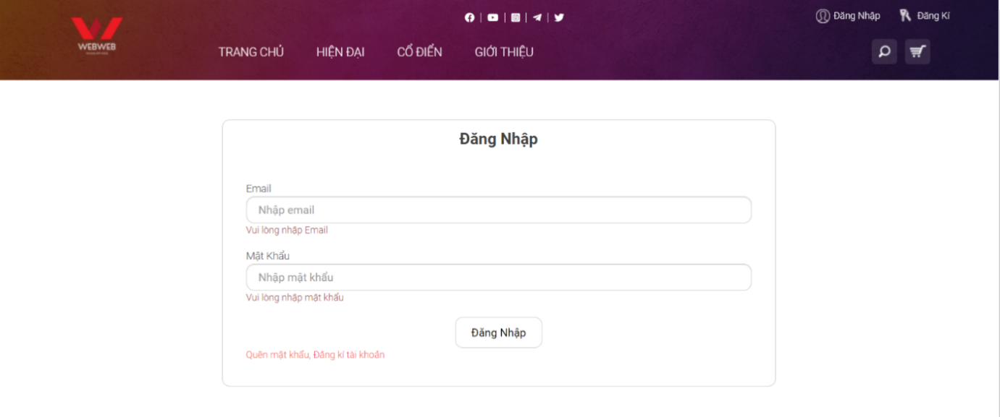 Đăng Nhập
Đăng Kí
WEBWEB
TRANG CHỦ HIỆN ĐẠI CỔ ĐIỂN GIỚI THIỆU
Đăng Nhập
Email
Nhập email
Vui lòng nhập Email
Mật Khẩu
Nhập mật khẩu
Vui lòng nhập mật khẩu
Đăng Nhập
Quên mật khẩu, Đăng kí tài khoản